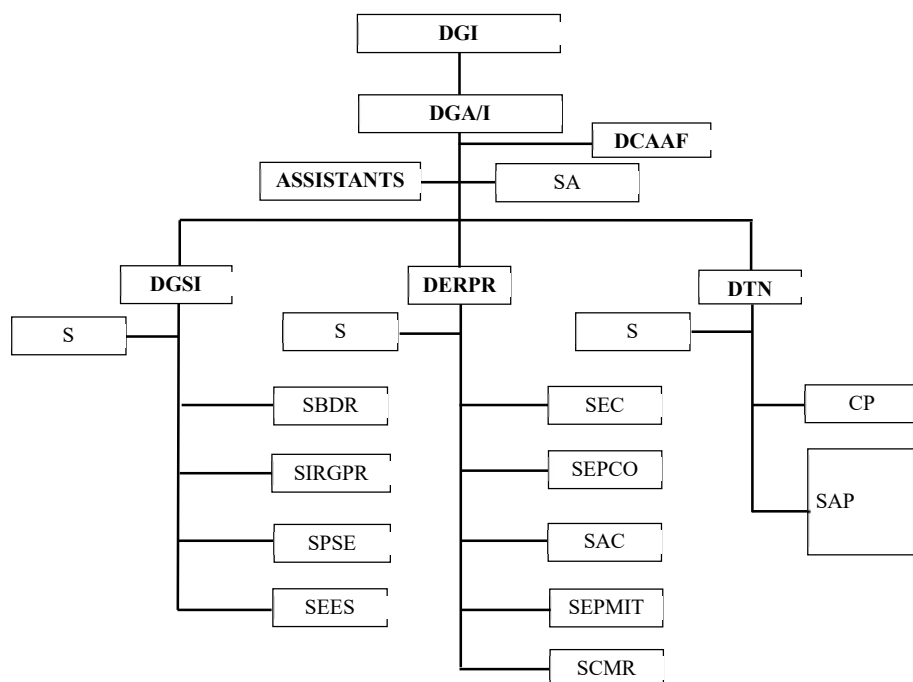 DGI
DGA/I
DCAAF
ASSISTANTS
SA
DGSI
DERPR
DTN
S
S
S
SBDR
SEC
CP
SIRGPR
SEPCO
SAP
SPSE
SAC
SEES
SEPMIT
SCMR